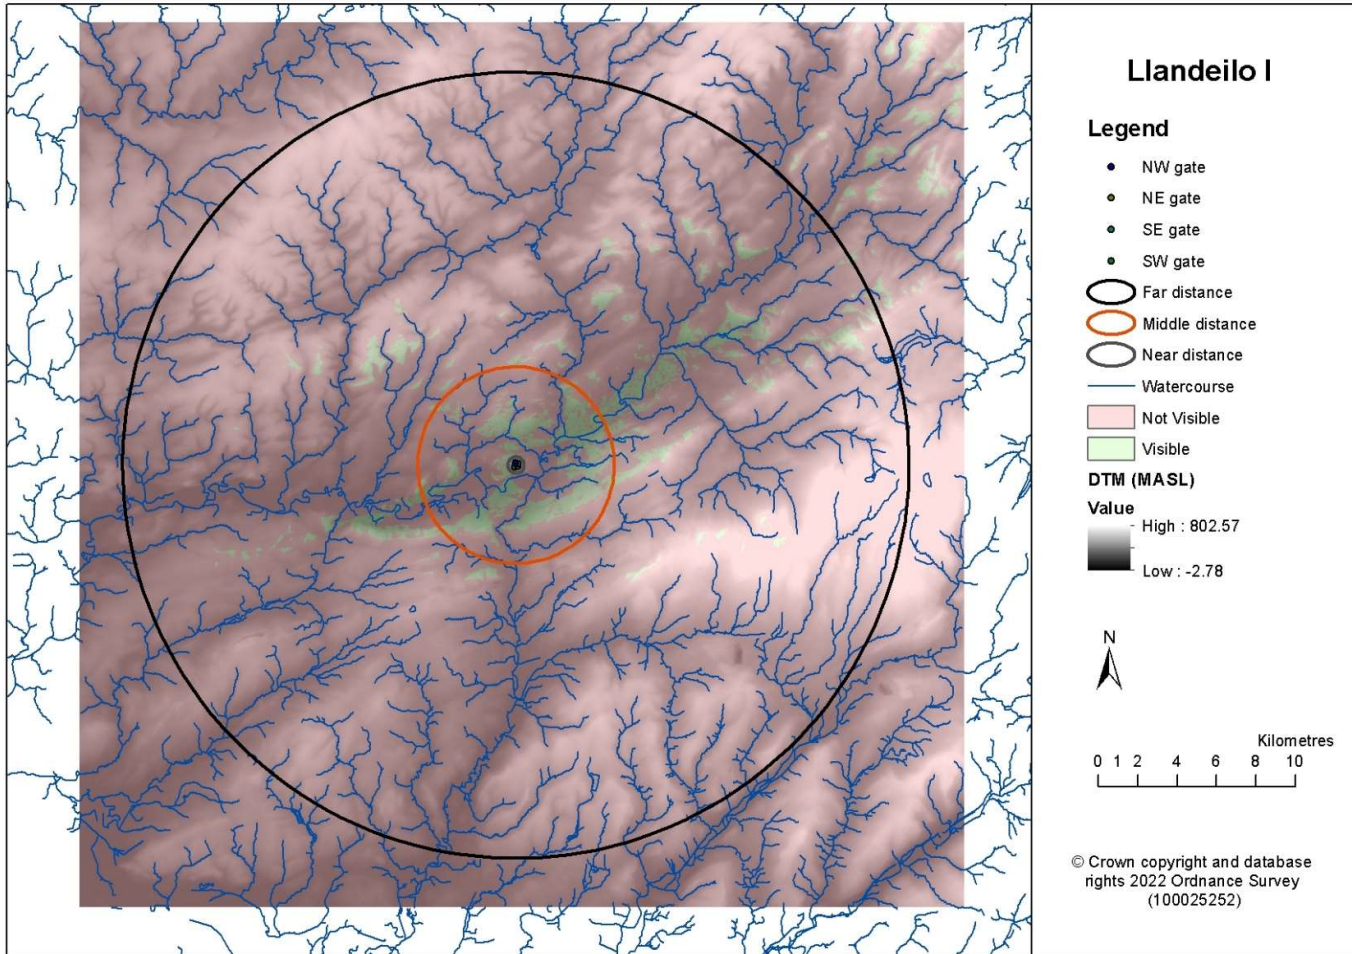 Llandeilo I
Legend
NW gate
NE gate
SE gate
SW gate
Far distance
Middle distance
Near distance
Watercourse
Not Visible
Visible
DTM (MASL)
Value
High : 802.57
Low : -2.78
N
Kilometres
0 1 2 4 6 8 10
© Crown copyright and database
rights 2022 Ordnance Survey
(100025252)